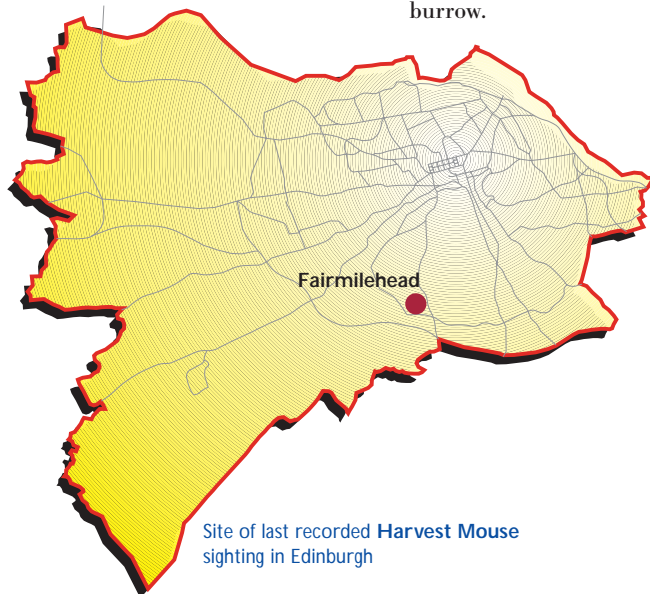 burrow.
Fairmilehead
Site of last recorded Harvest Mouse
sighting in Edinburgh